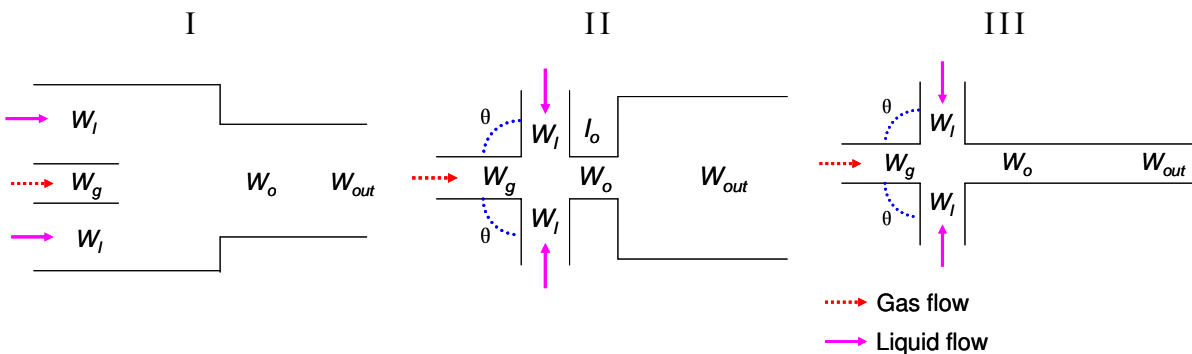 I
II
III
W_l
W_g
W_l
W_o
W_out
θ
θ
W_l
l_o
W_g
W_o
W_l
W_out
θ
θ
W_l
W_g
W_o
W_out
W_l
Gas flow
Liquid flow